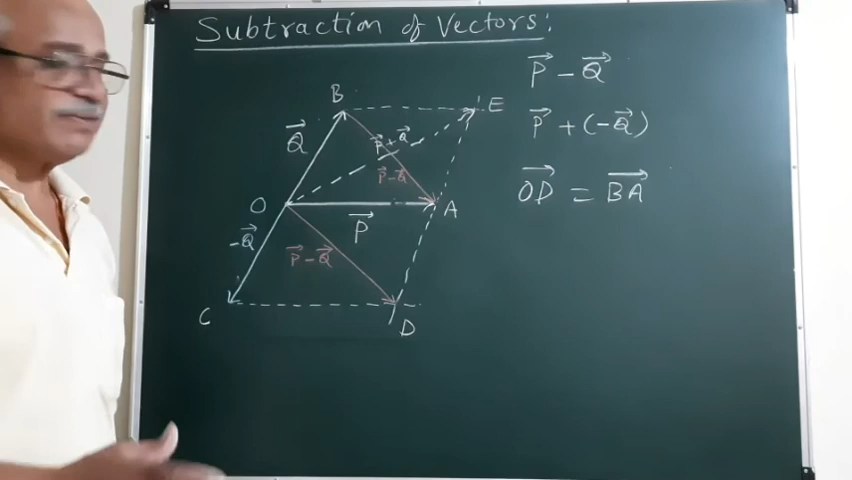 Subtraction of Vectors:
P⃗ - Q⃗
B
E
Q⃗
P⃗ + Q⃗
P⃗ + (-Q⃗)
P⃗ - Q⃗
OD⃗ = BA⃗
O
A
P⃗
-Q⃗
P⃗ - Q⃗
C
D